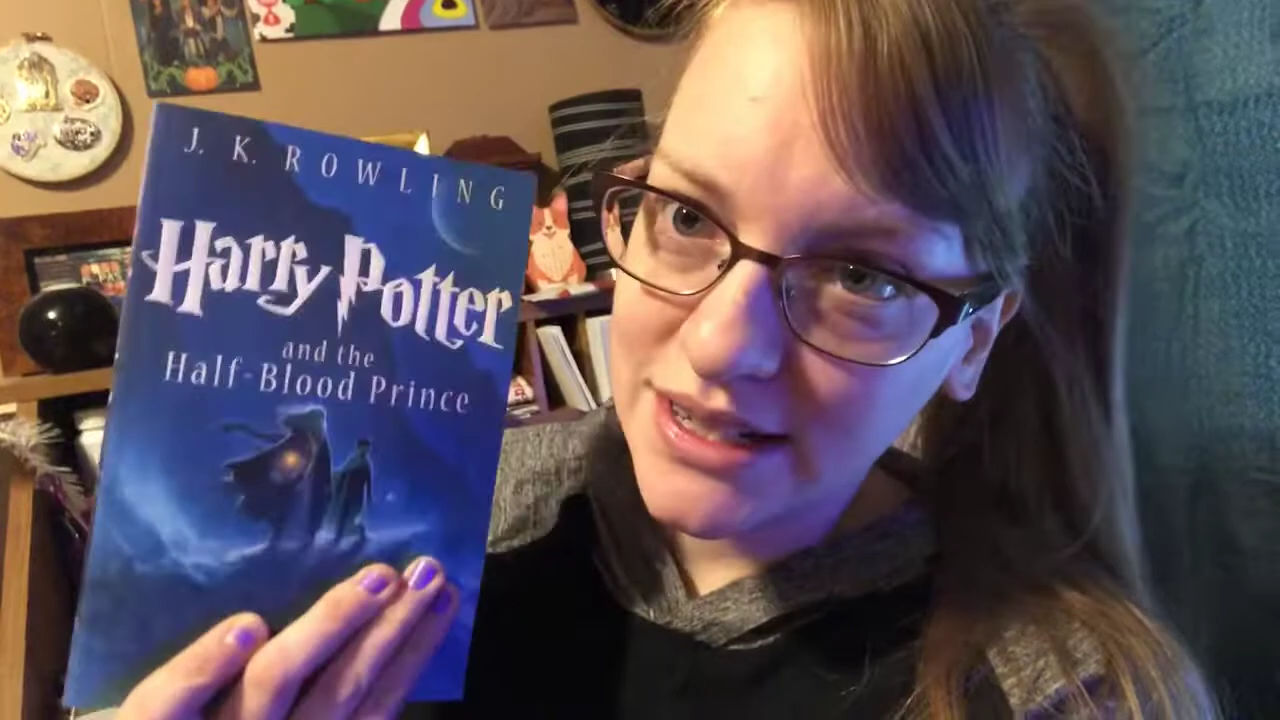 J. K. ROWLING
Harry Potter
and the
Half-Blood Prince